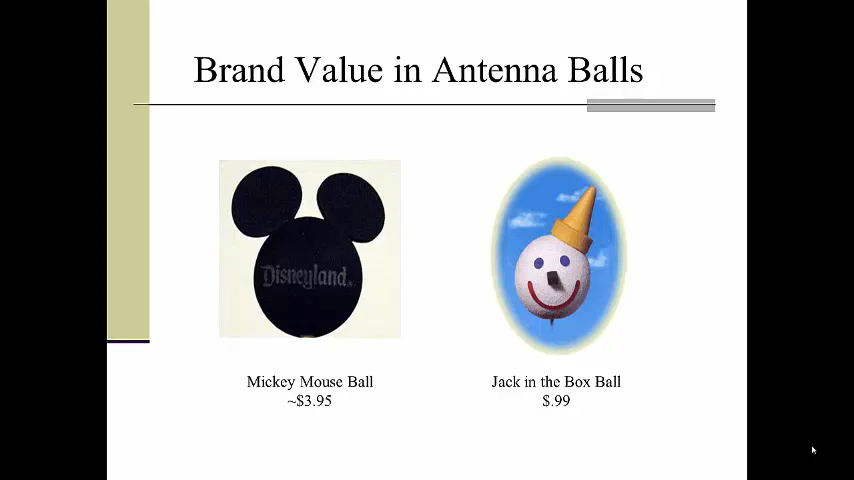 Brand Value in Antenna Balls
Disneyland
Mickey Mouse Ball
~$3.95
Jack in the Box Ball
$.99